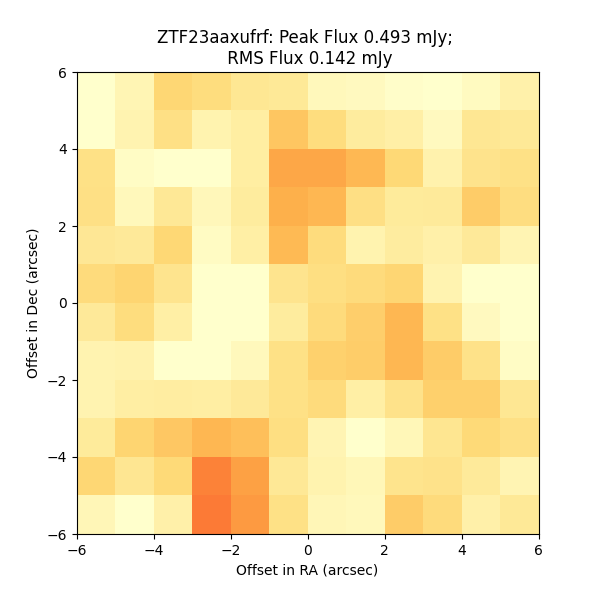 ZTF23aaxufrf: Peak Flux 0.493 mJy;
RMS Flux 0.142 mJy
6
4
2
0
−2
−4
−6
Offset in Dec (arcsec)
−6 −4 −2 0 2 4 6
Offset in RA (arcsec)